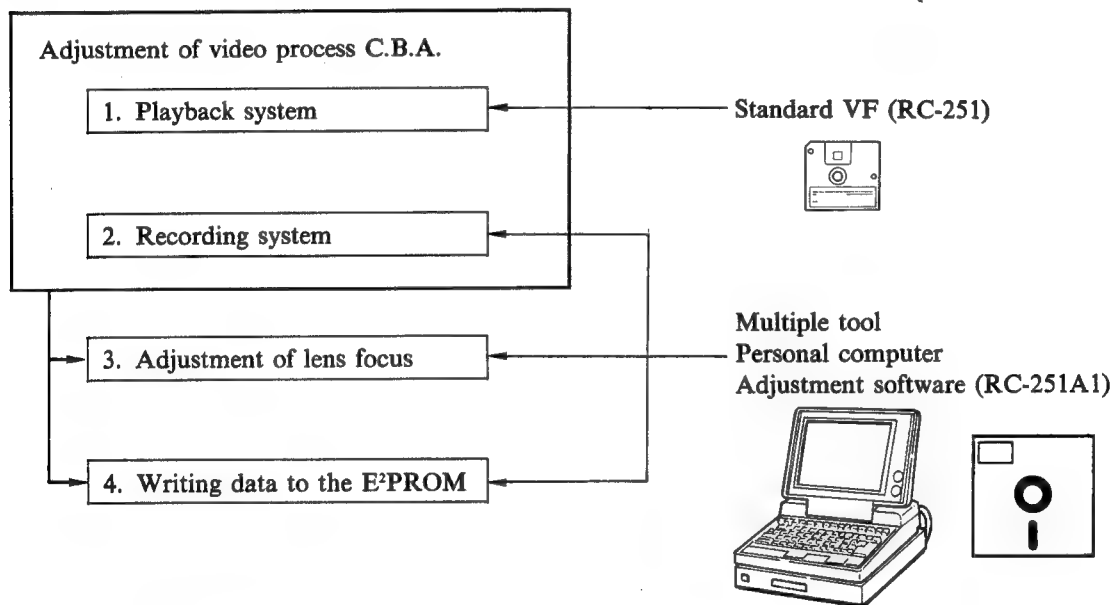 Adjustment of video process C.B.A.
1. Playback system
Standard VF (RC-251)
2. Recording system
3. Adjustment of lens focus
Multiple tool
Personal computer
Adjustment software (RC-251A1)
4. Writing data to the E²PROM